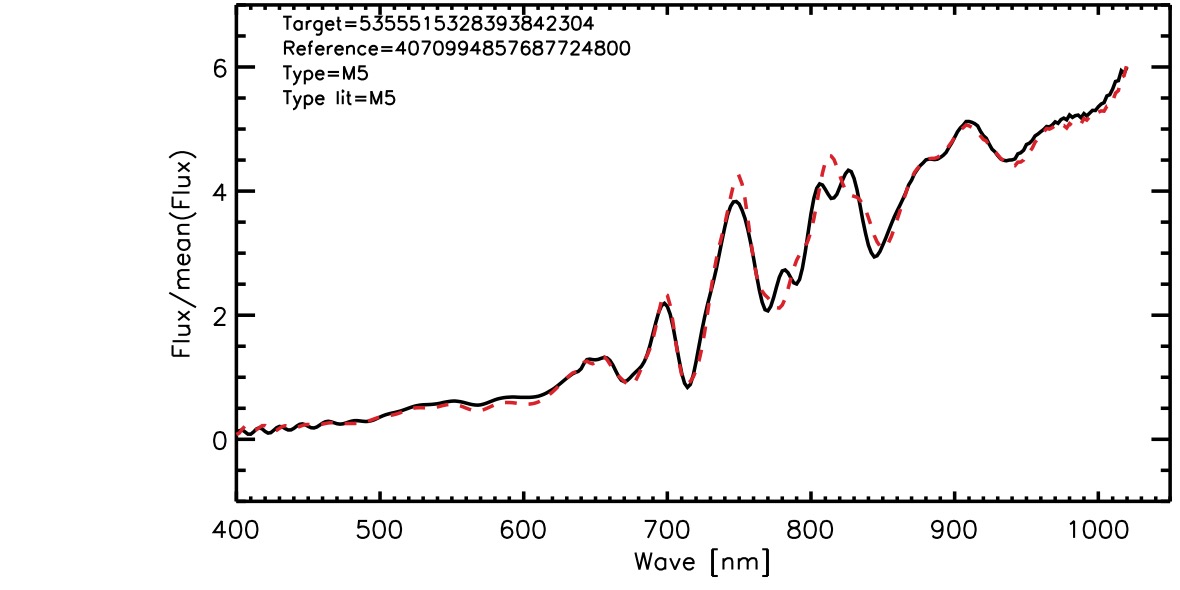 Target=5355515328393842304
Reference=4070994857687724800
Type=M5
Type lit=M5
6
4
2
0
Flux/mean(Flux)
400 500 600 700 800 900 1000
Wave [nm]